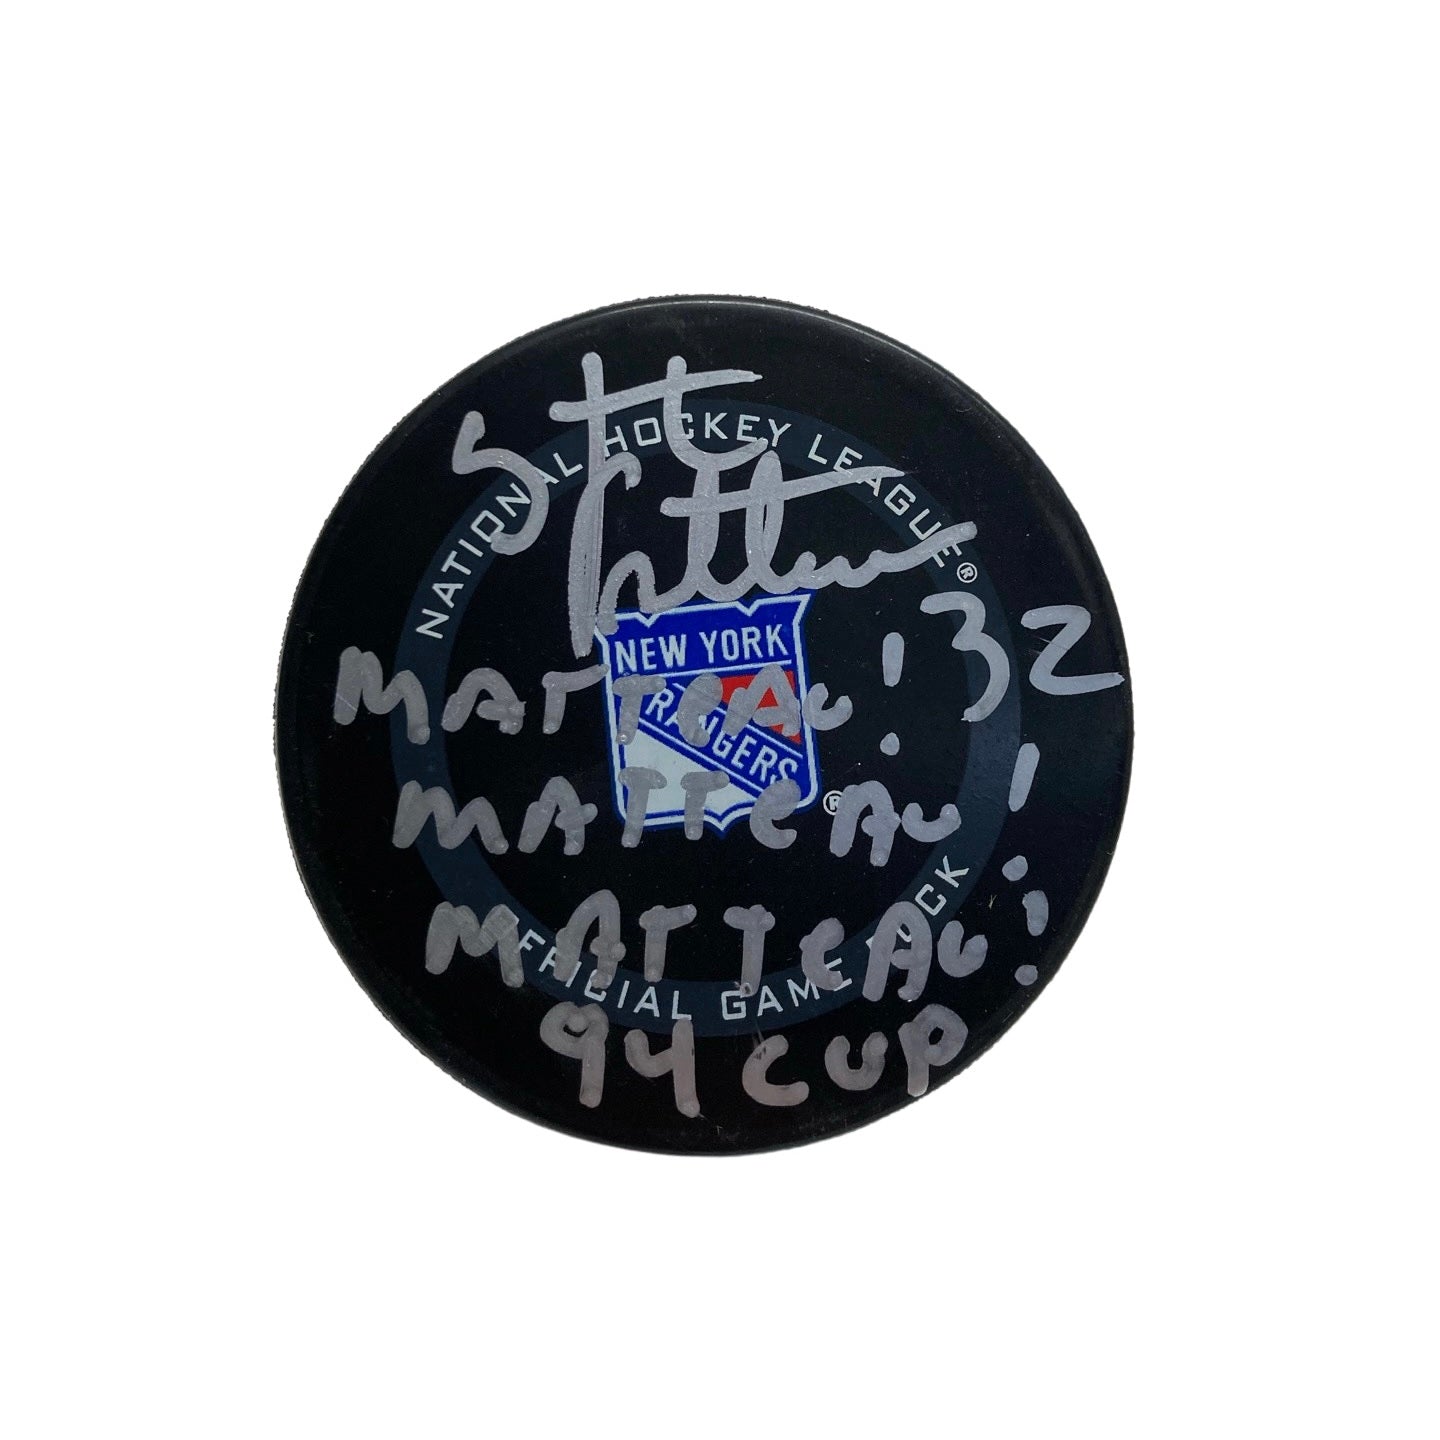 NATIONAL HOCKEY LEAGUE®
32
NEW YORK
RANGERS
®
MATTEAU!
MATTEAU!
MATTEAU!
OFFICIAL GAME PUCK
94 CUP